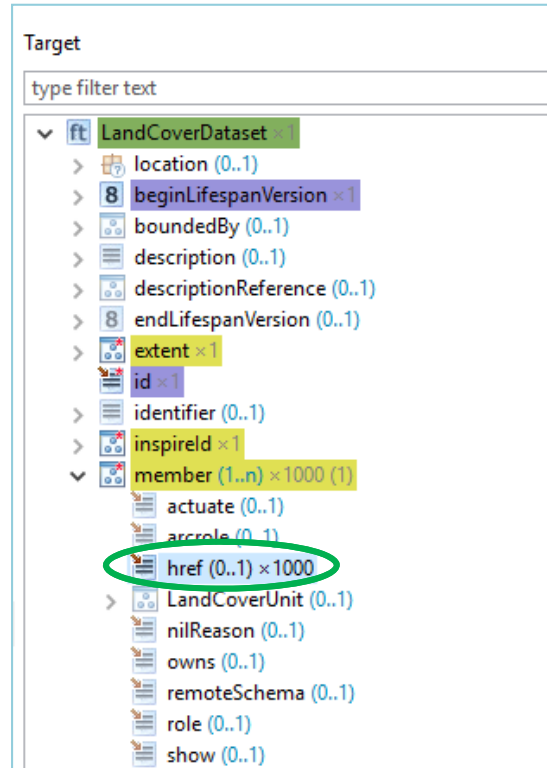 Target
type filter text
ft LandCoverDataset ×1
location (0..1)
8 beginLifespanVersion ×1
boundedBy (0..1)
description (0..1)
descriptionReference (0..1)
8 endLifespanVersion (0..1)
extent ×1
id ×1
identifier (0..1)
inspireId ×1
member (1..n) ×1000 (1)
actuate (0..1)
arcrole (0..1)
href (0..1) ×1000
LandCoverUnit (0..1)
nilReason (0..1)
owns (0..1)
remoteSchema (0..1)
role (0..1)
show (0..1)